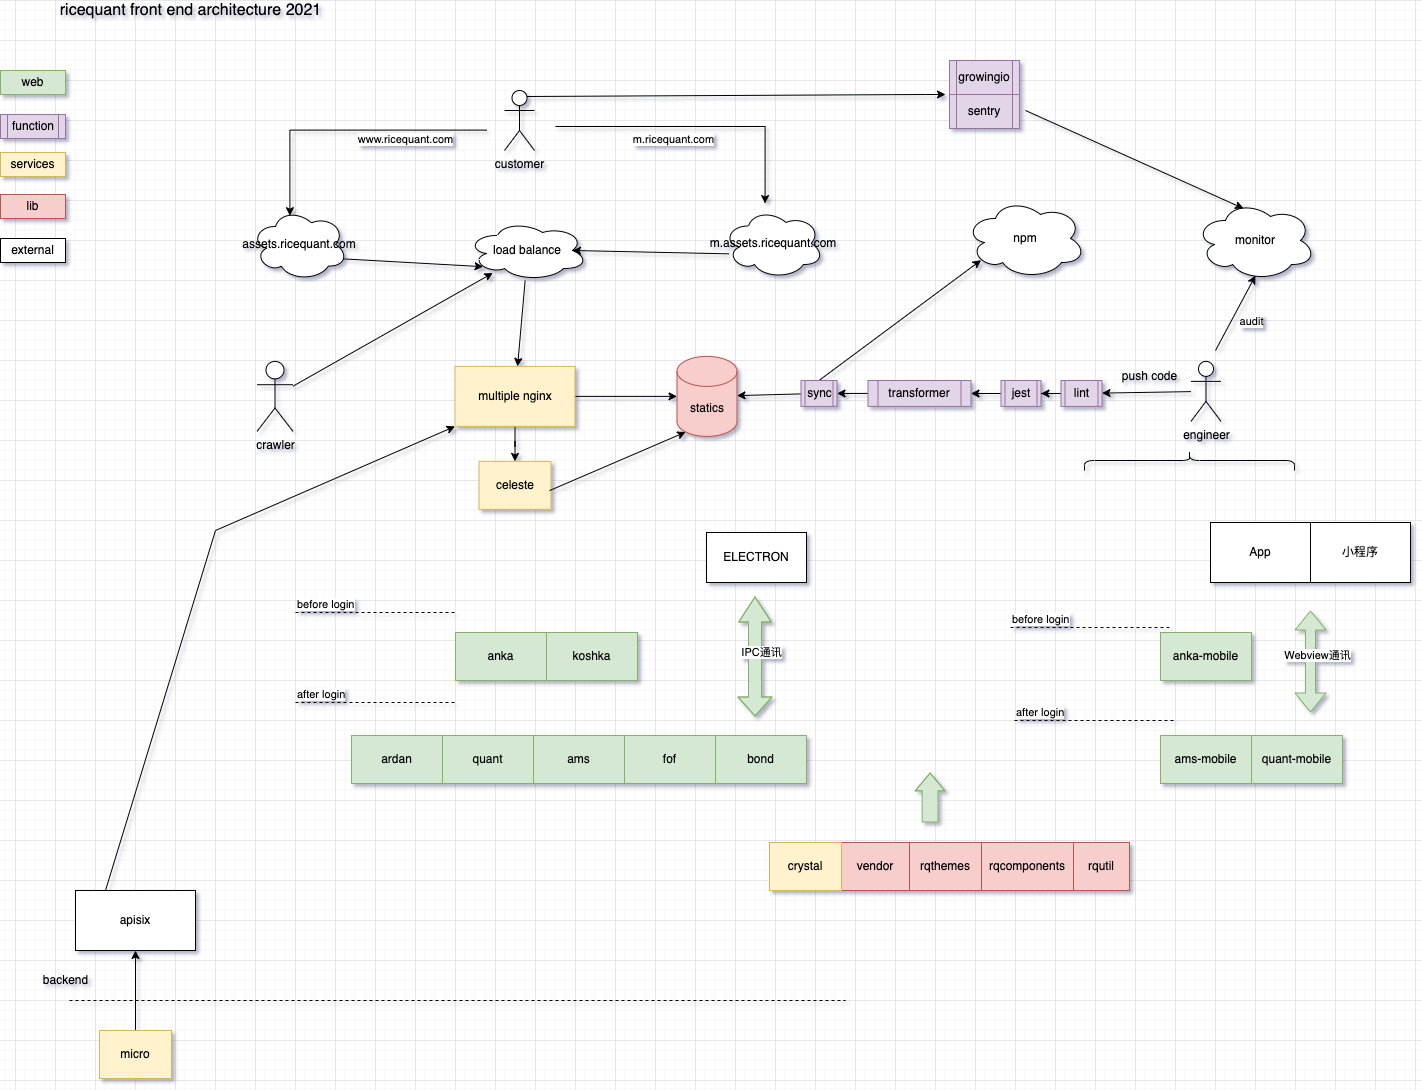 ricequant front end architecture 2021
web
function
services
lib
external
growingio
sentry
www.ricequant.com
m.ricequant.com
customer
assets.ricequant.com
load balance
m.assets.ricequant.com
npm
monitor
audit
crawler
multiple nginx
statics
sync
transformer
jest
lint
push code
engineer
celeste
ELECTRON
App
小程序
before login
anka
koshka
IPC通讯
after login
before login
anka-mobile
Webview通讯
after login
ardan
quant
ams
fof
bond
ams-mobile
quant-mobile
crystal
vendor
rqthemes
rqcomponents
rqutil
apisix
backend
micro